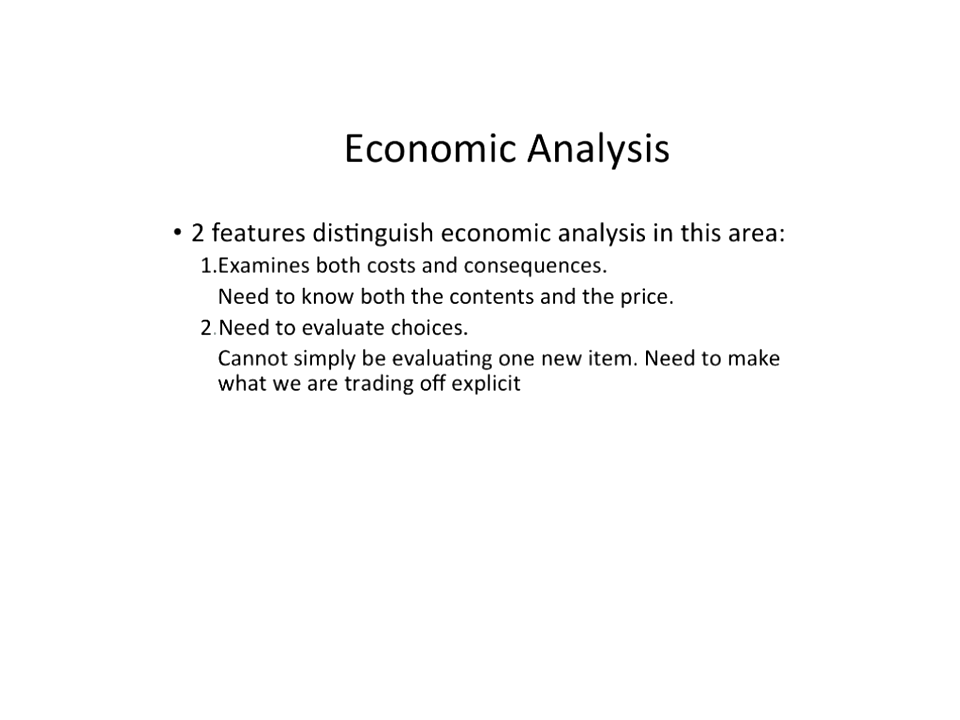 Economic Analysis
• 2 features distinguish economic analysis in this area:
1.Examines both costs and consequences.
Need to know both the contents and the price.
2.Need to evaluate choices.
Cannot simply be evaluating one new item. Need to make
what we are trading off explicit